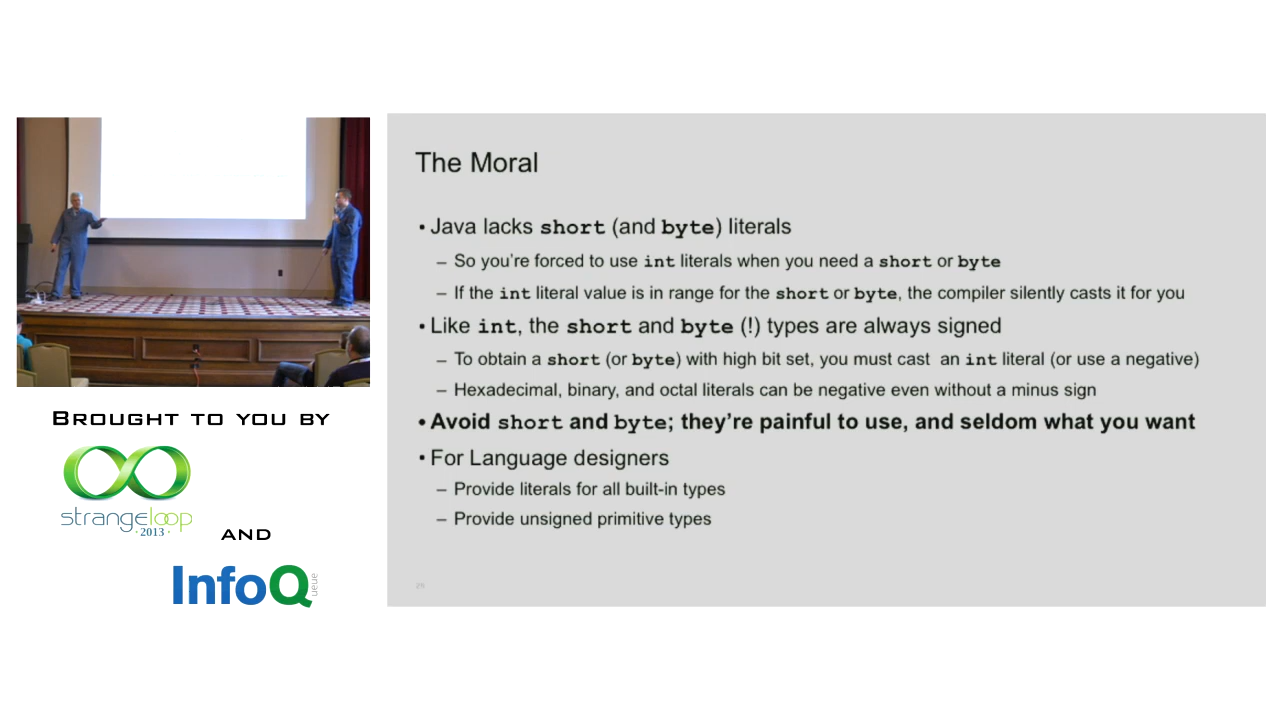 The Moral
• Java lacks short (and byte) literals
– So you're forced to use int literals when you need a short or byte
– If the int literal value is in range for the short or byte, the compiler silently casts it for you
• Like int, the short and byte (!) types are always signed
– To obtain a short (or byte) with high bit set, you must cast an int literal (or use a negative)
– Hexadecimal, binary, and octal literals can be negative even without a minus sign
• Avoid short and byte; they're painful to use, and seldom what you want
• For Language designers
– Provide literals for all built-in types
– Provide unsigned primitive types
29
BROUGHT TO YOU BY
strangeloop
· 2013 ·
AND
InfoQ
ueue